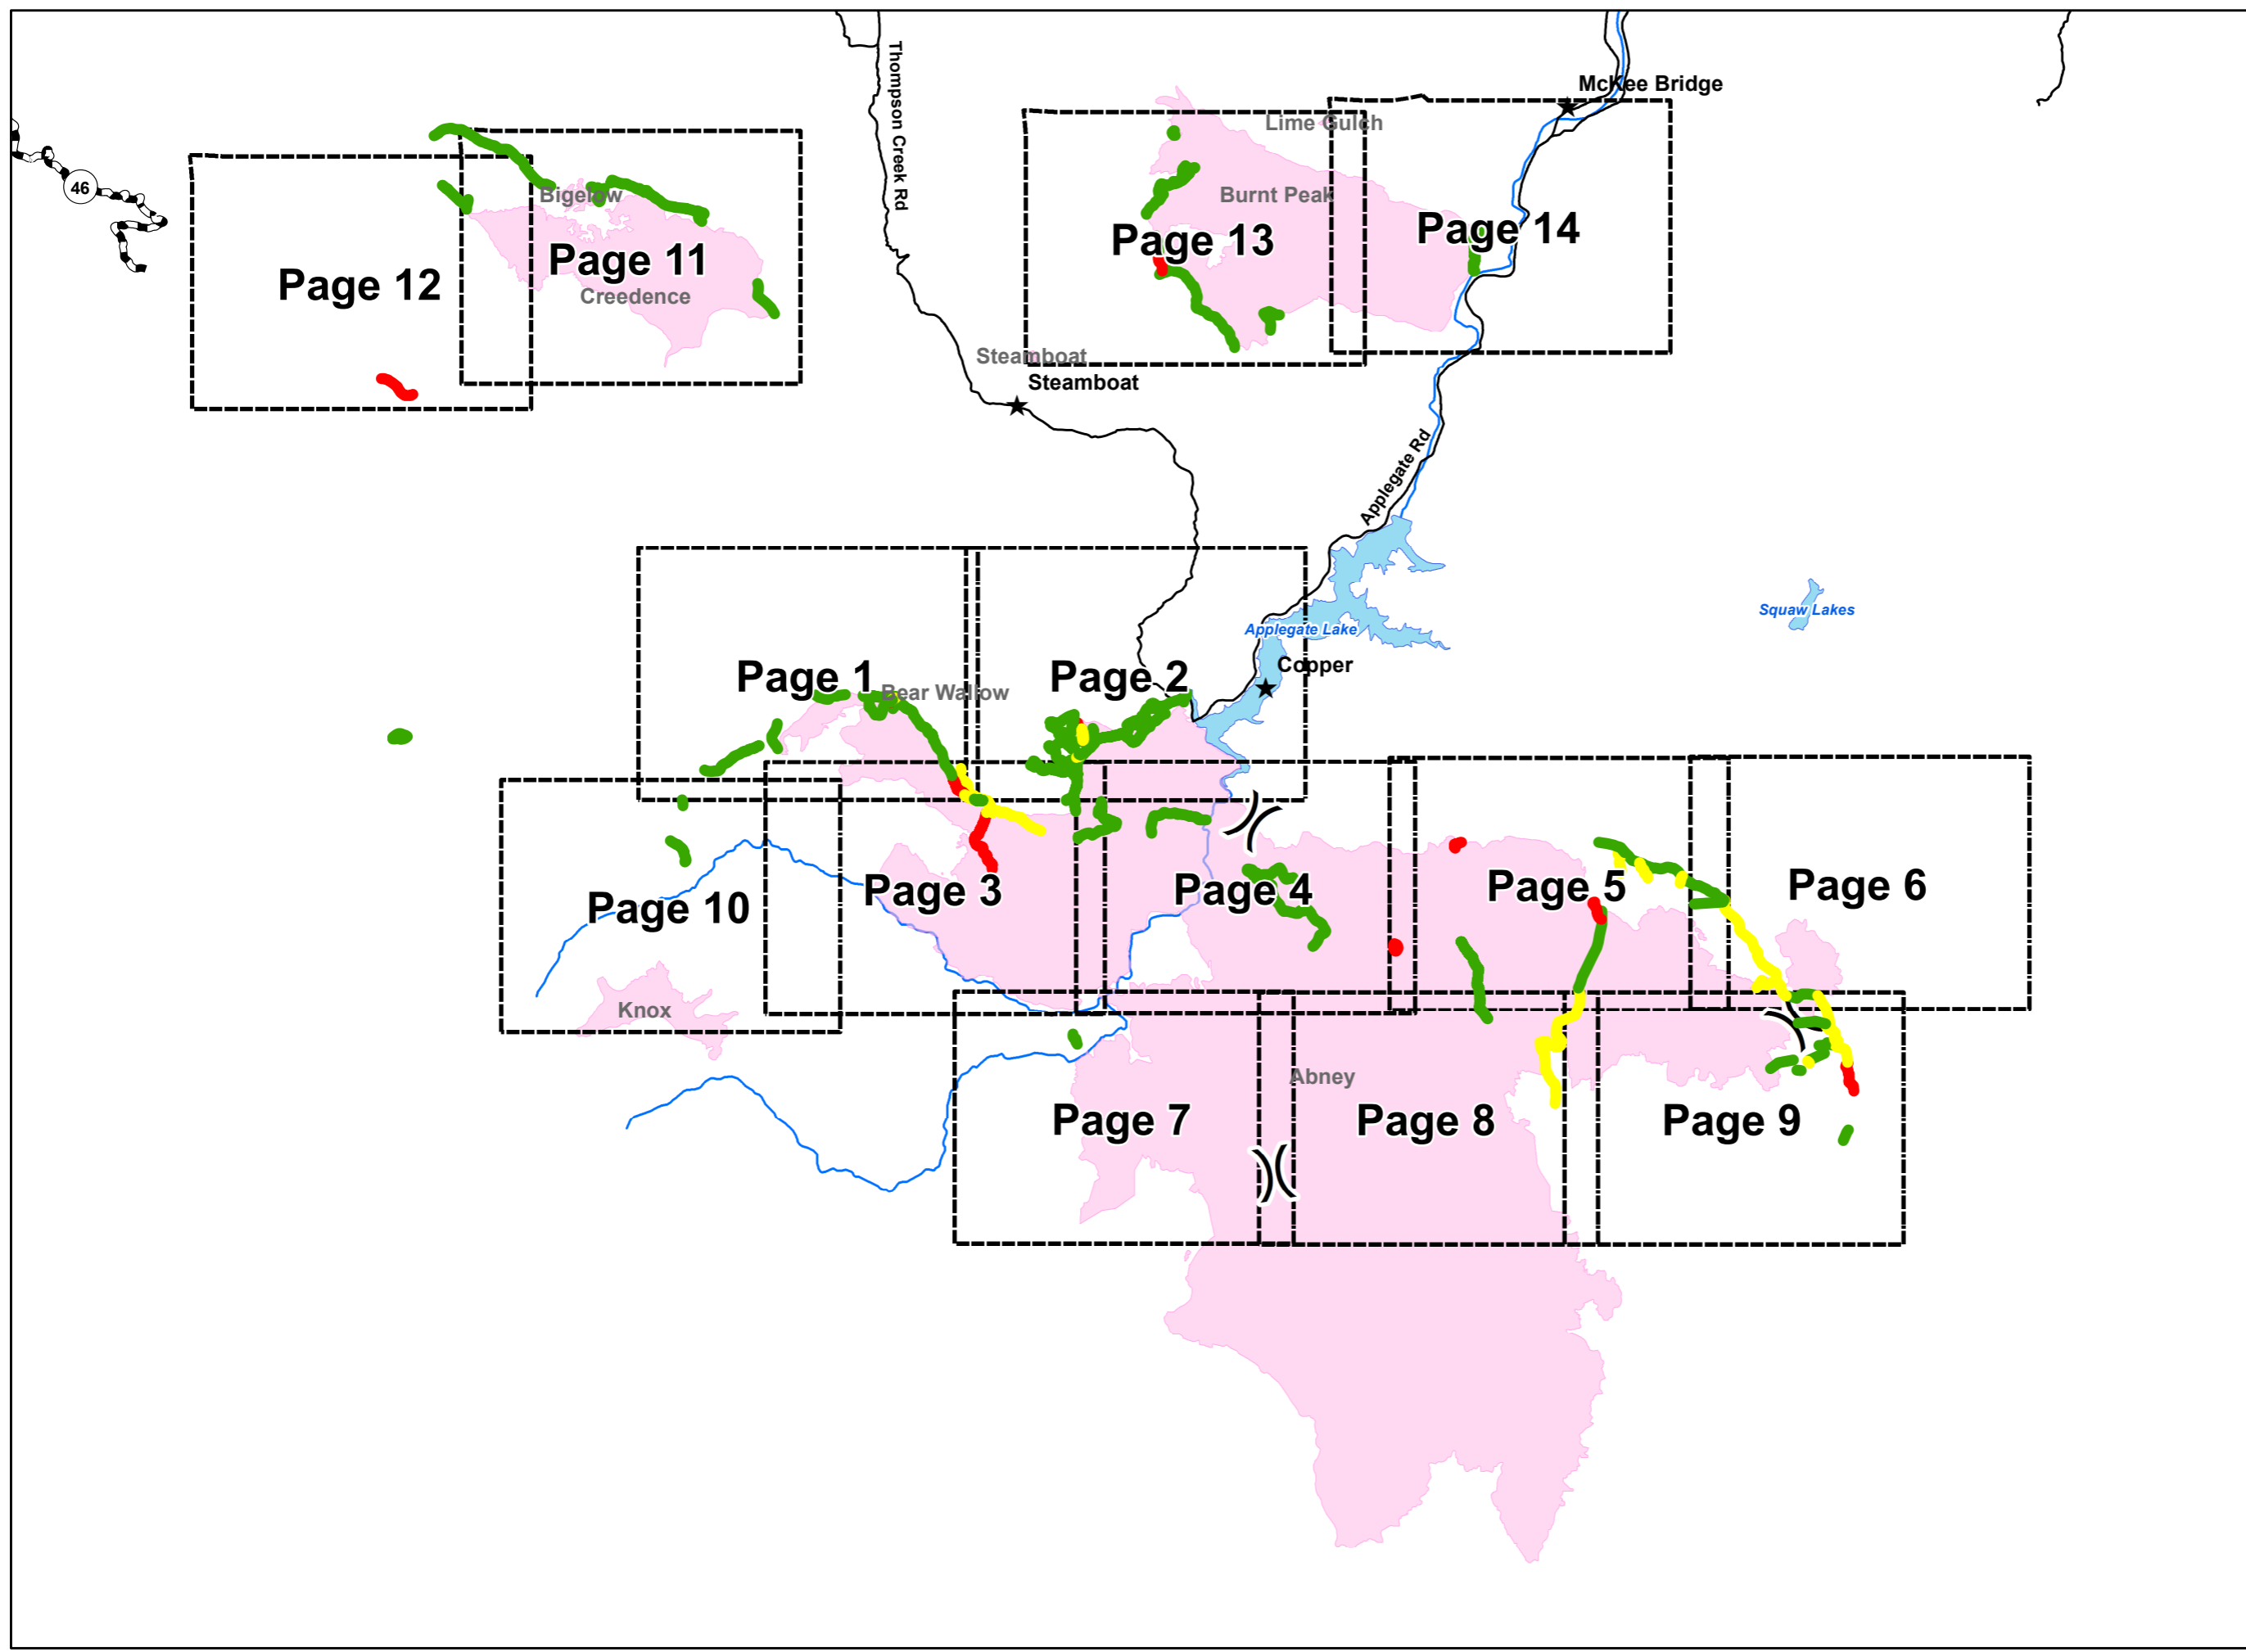 McKee Bridge
Thompson Creek Rd
Lime Gulch
46
Bigelow
Burnt Peak
Page 14
Page 13
Page 11
Page 12
Creedence
Steamboat
Steamboat
Applegate Rd
Squaw Lakes
Applegate Lake
Copper
Page 1
Page 2
Bear Wallow
Page 3
Page 4
Page 5
Page 6
Page 10
Knox
Abney
Page 7
Page 8
Page 9